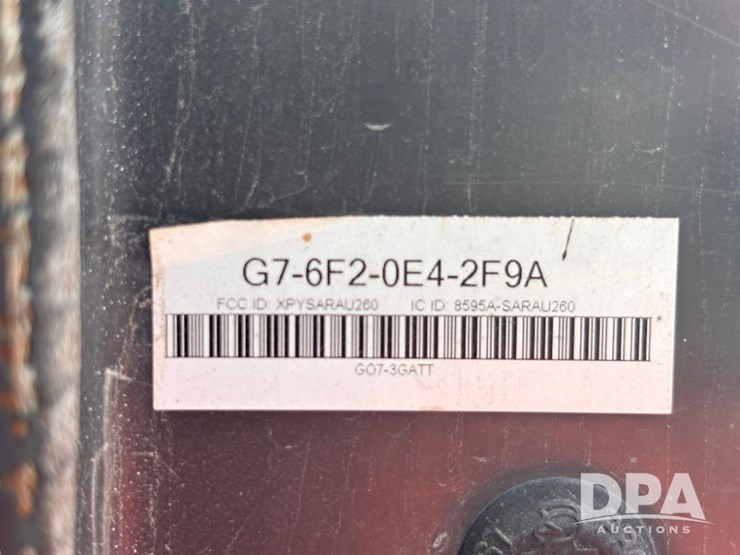 G7-6F2-0E4-2F9A
FCC ID: XPYSARAU260 IC ID: 8595A-SARAU260
GO7-3GATT
DPA
AUCTIONS